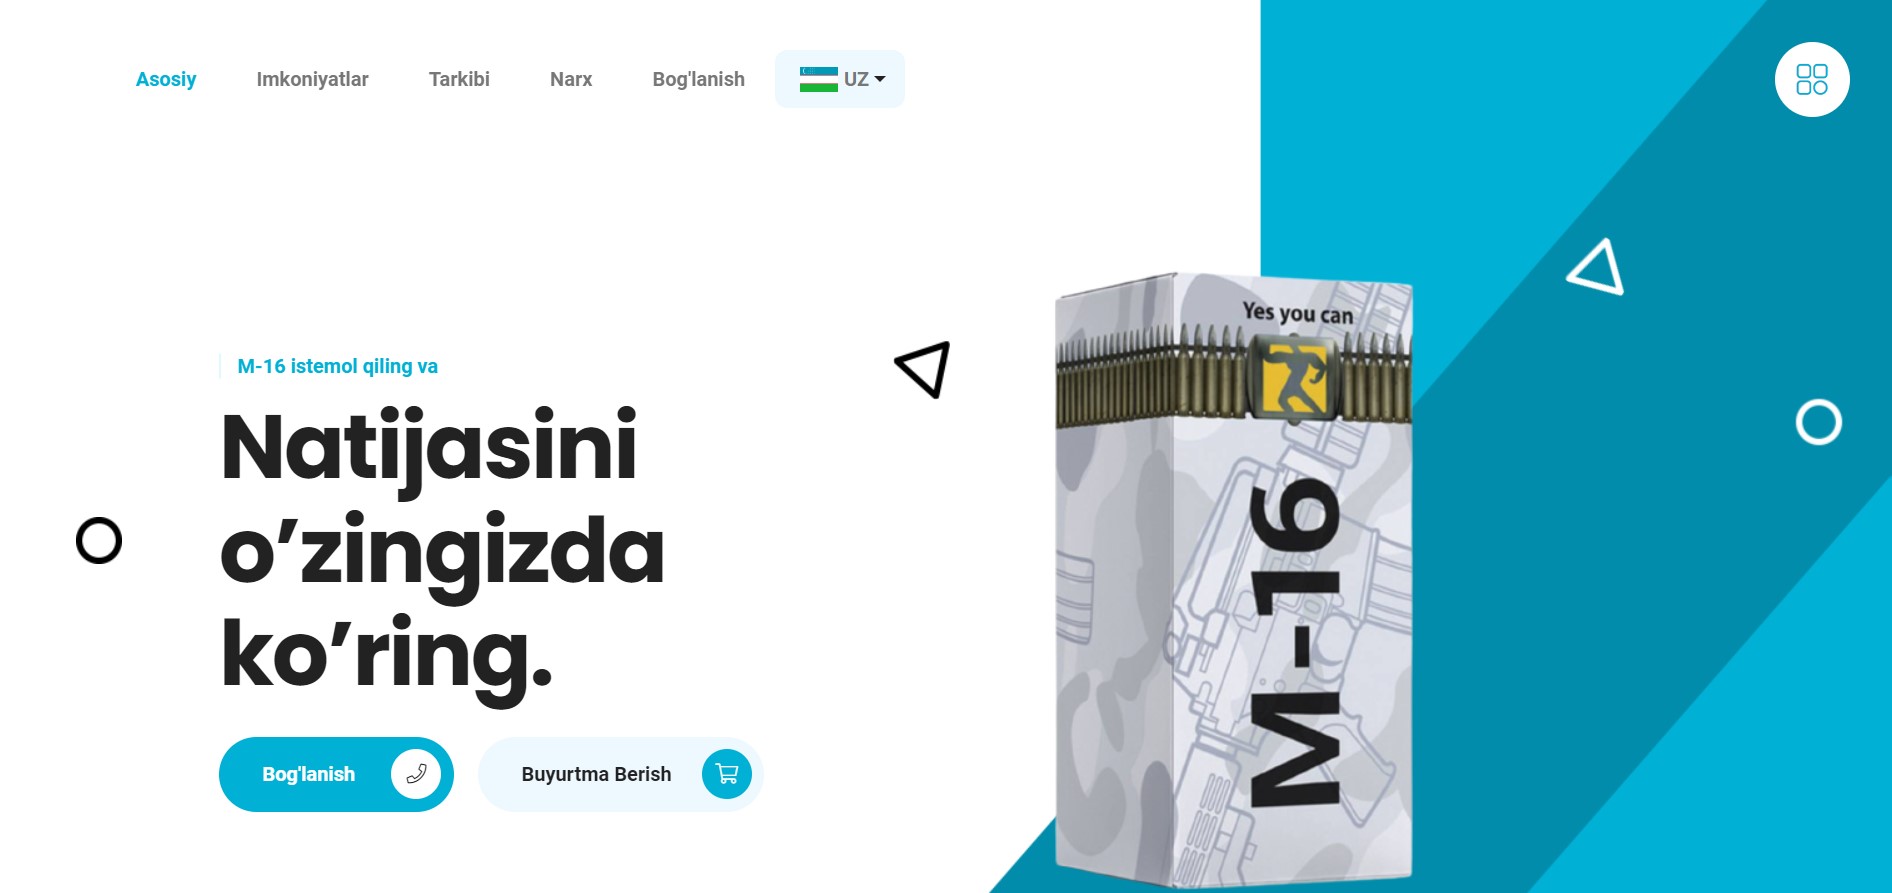 Asosiy Imkoniyatlar Tarkibi Narx Bog'lanish UZ
M-16 istemol qiling va
Natijasini
o’zingizda
ko’ring.
Bog'lanish Buyurtma Berish
Yes you can
M-16